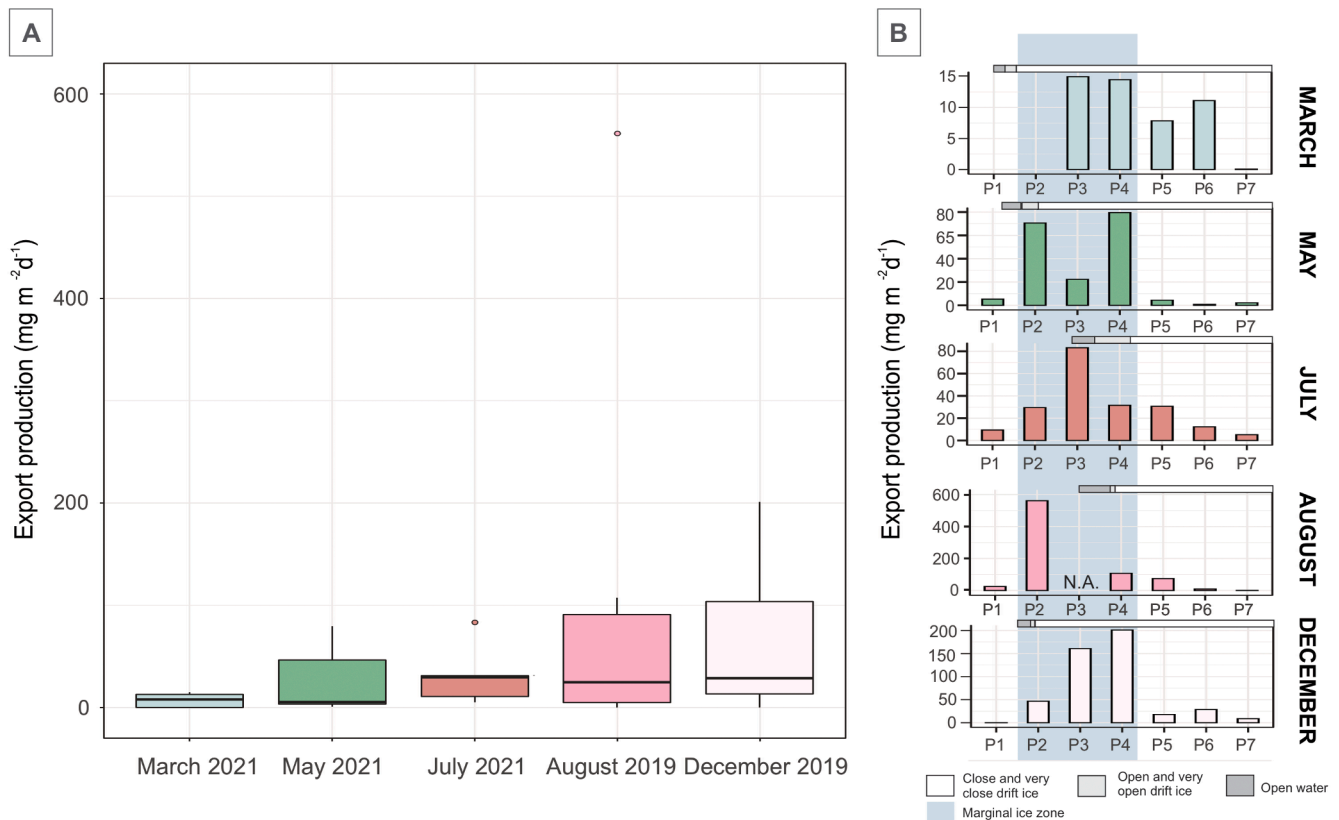 A
Export production (mg m -2d-1)
600
400
200
0
March 2021
May 2021
July 2021
August 2019
December 2019
B
Export production (mg m -2d-1)
15
10
5
0
P1 P2 P3 P4 P5 P6 P7
MARCH
80
65
40
20
0
P1 P2 P3 P4 P5 P6 P7
MAY
80
60
40
20
0
P1 P2 P3 P4 P5 P6 P7
JULY
600
400
200
0
N.A.
P1 P2 P3 P4 P5 P6 P7
AUGUST
200
150
100
50
0
P1 P2 P3 P4 P5 P6 P7
DECEMBER
Close and very
close drift ice
Open and very
open drift ice
Open water
Marginal ice zone